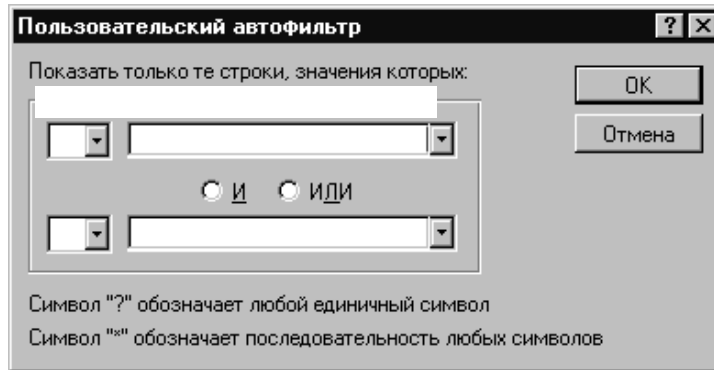 Пользовательский автофильтр
Показать только те строки, значения которых:
ОК
Отмена
И ИЛИ
Символ "?" обозначает любой единичный символ
Символ "*" обозначает последовательность любых символов